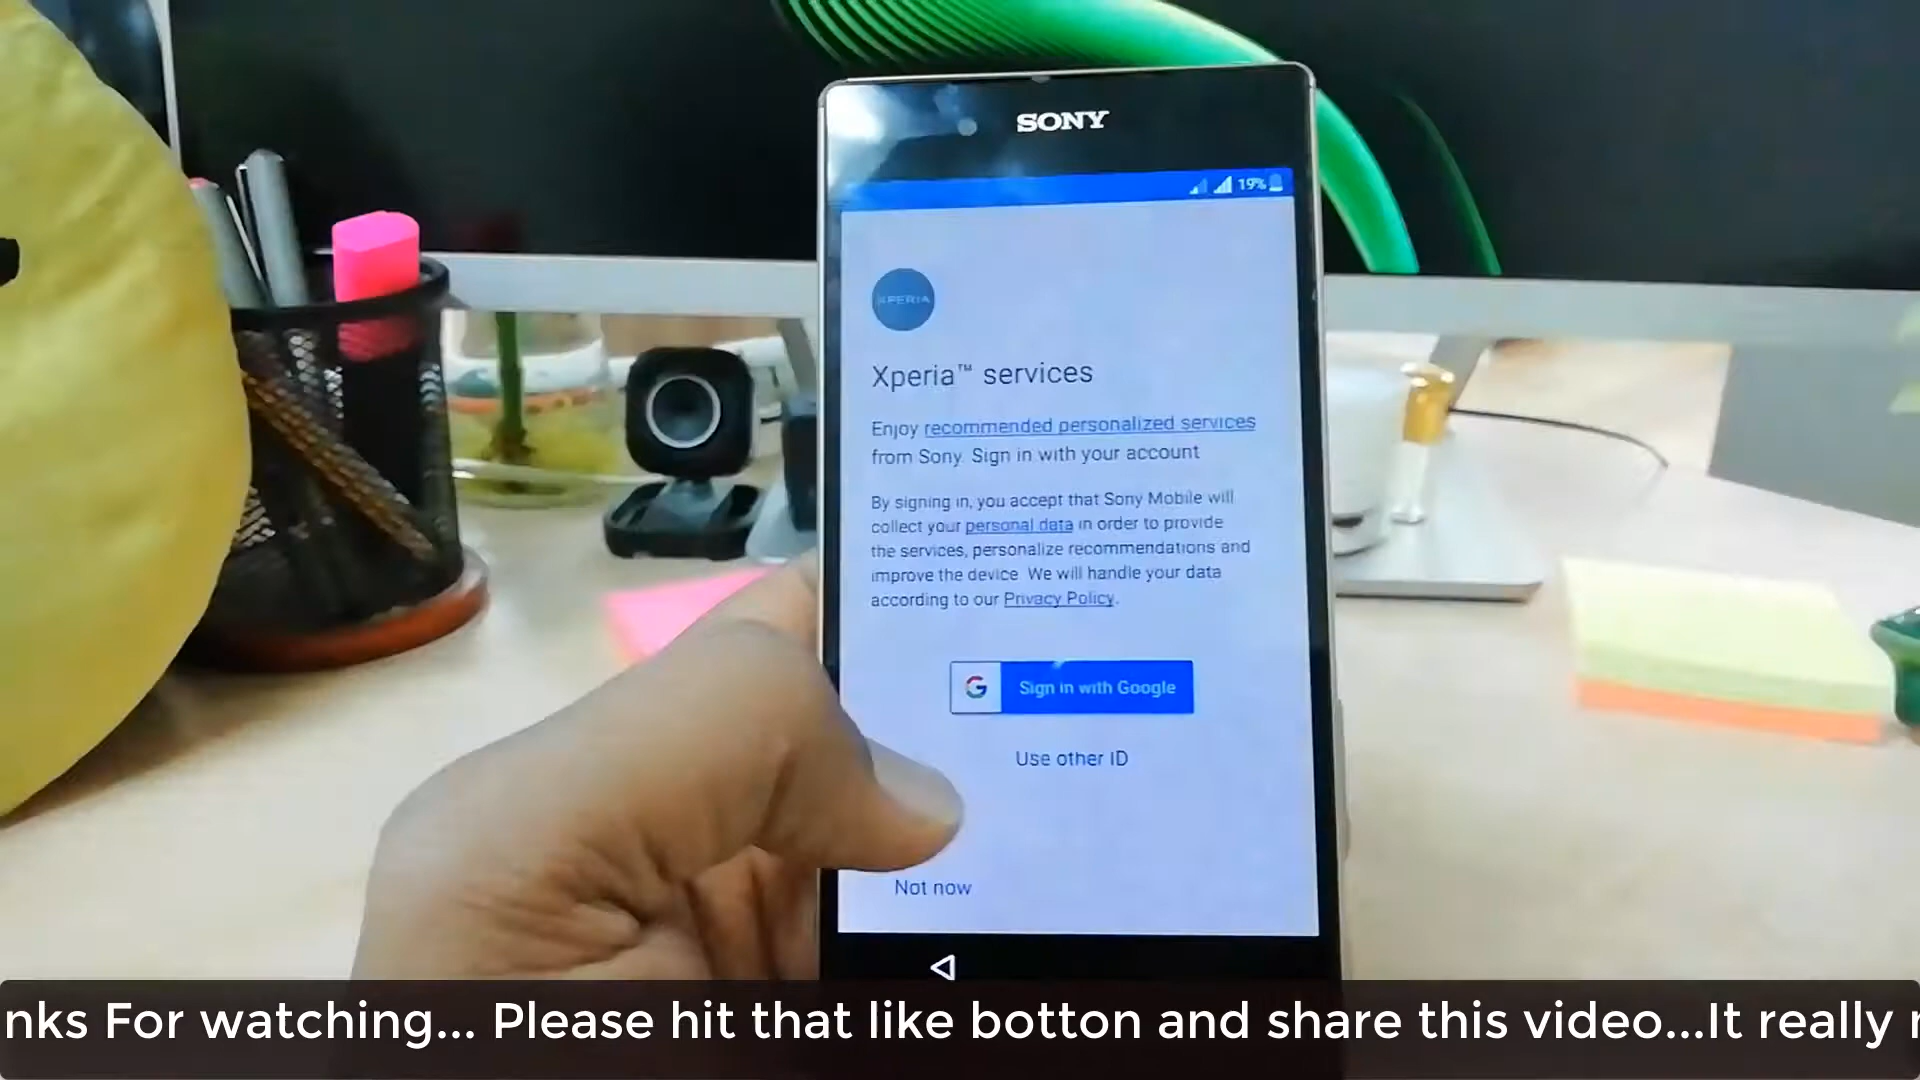 SONY
19%
XPERIA
Xperia™ services
Enjoy recommended personalized services
from Sony. Sign in with your account
By signing in, you accept that Sony Mobile will
collect your personal data in order to provide
the services, personalize recommendations and
improve the device. We will handle your data
according to our Privacy Policy.
G Sign in with Google
Use other ID
Not now
nks For watching... Please hit that like botton and share this video...It really